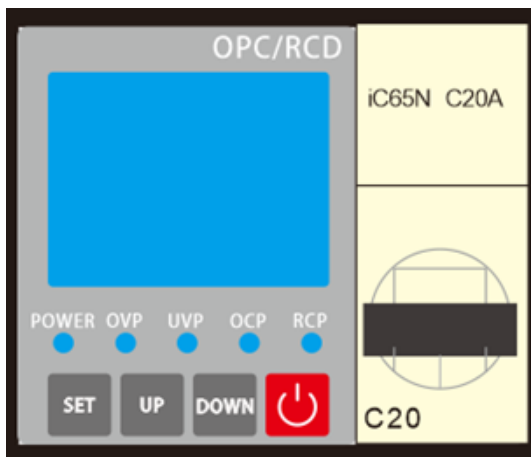 OPC/RCD
iC65N C20A
POWER OVP UVP OCP RCP
SET UP DOWN
C20